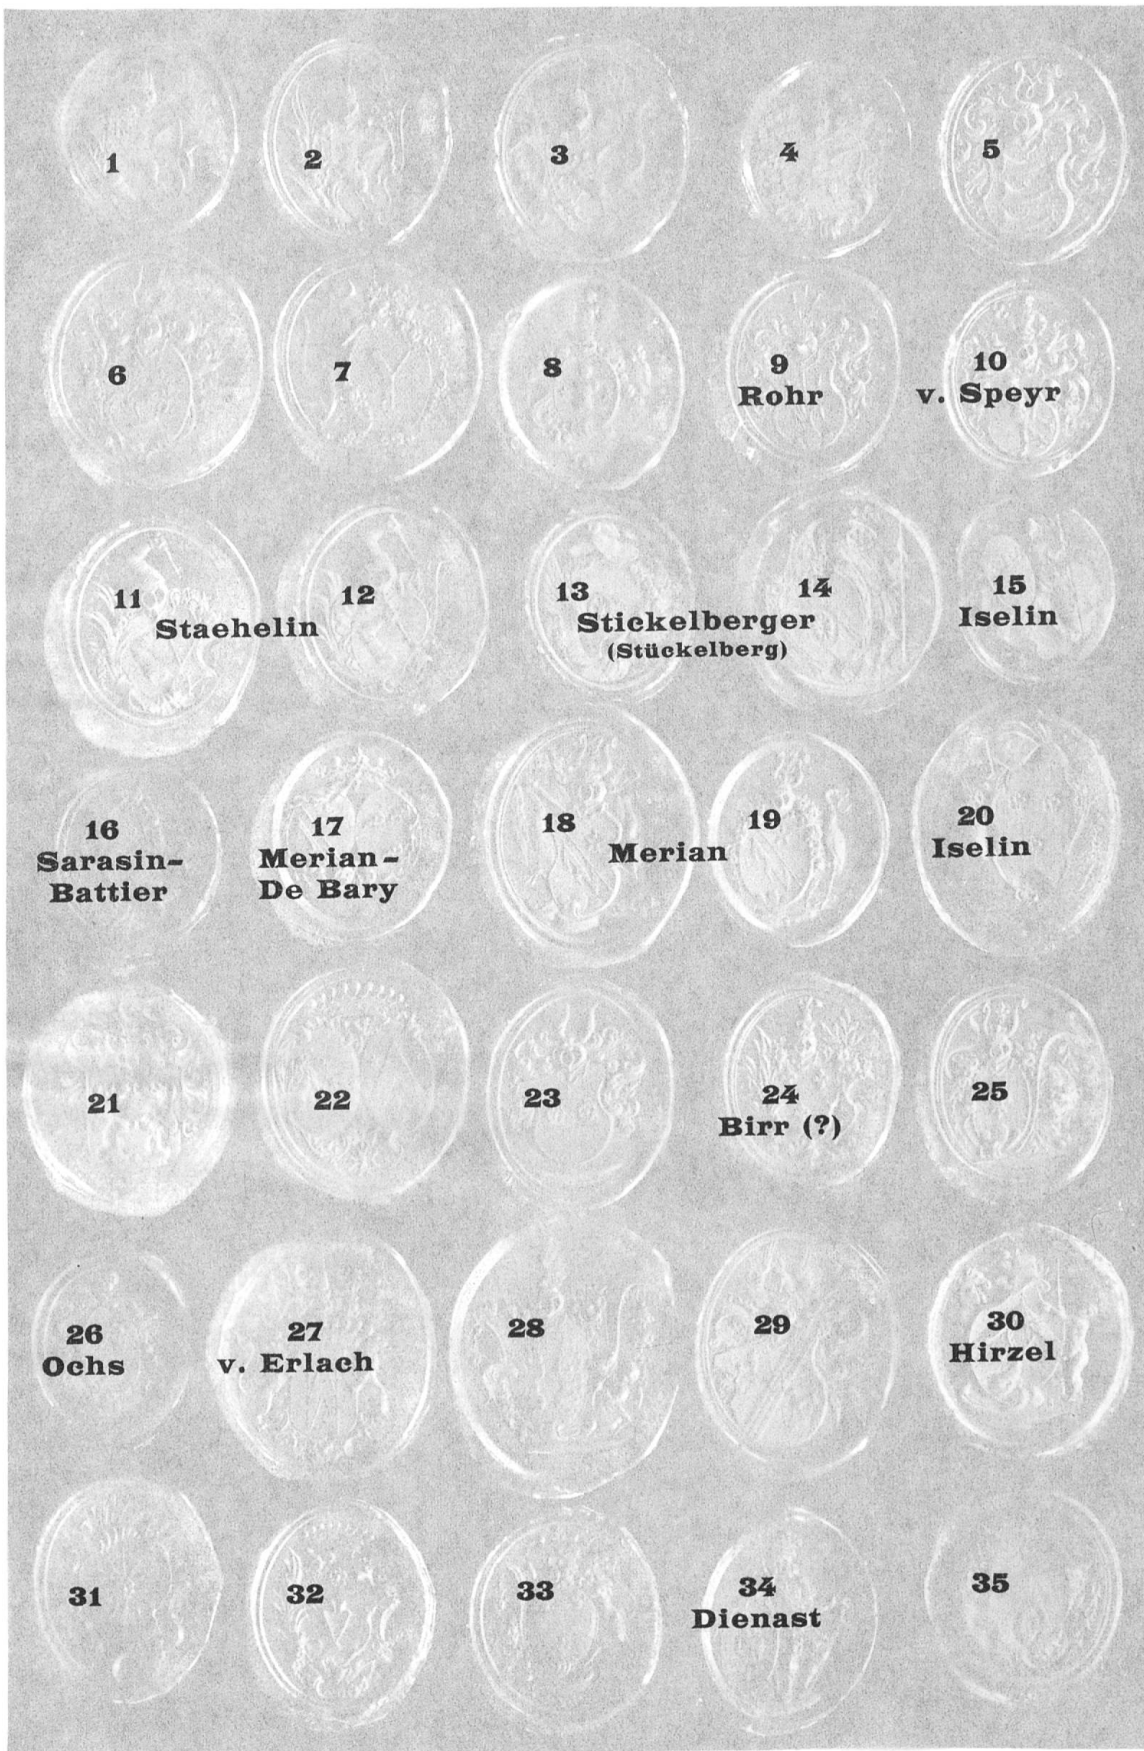 1 2 3 4 5
6 7 8 9 10
Rohr v. Speyr
11 12 13 14 15
Staehelin Stickelberger Iselin
(Stückelberg)
16 17 18 19 20
Sarasin- Merian- Merian Iselin
Battier De Bary
21 22 23 24 25
Birr (?)
26 27 28 29 30
Ochs v. Erlach Hirzel
31 32 33 34 35
Dienast